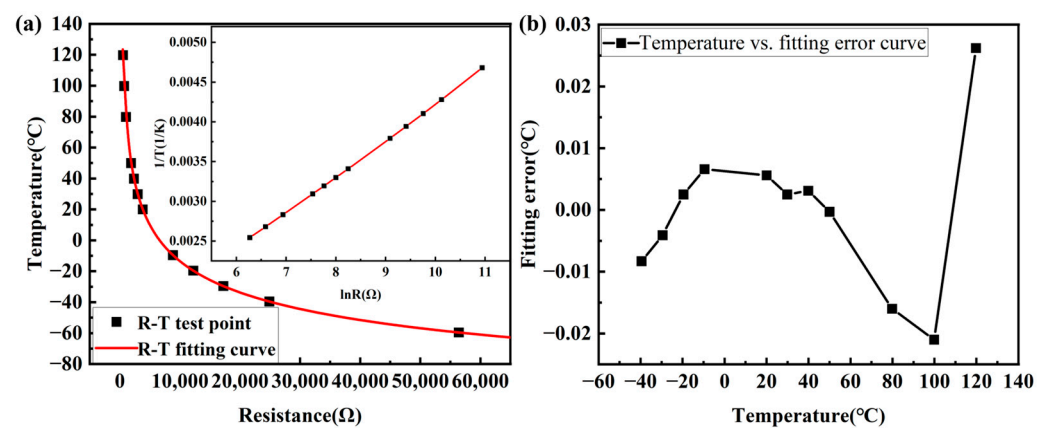 (a)
140
120
100
80
60
40
20
0
−20
−40
−60
−80
Temperature(℃)
0 10,000 20,000 30,000 40,000 50,000 60,000
Resistance(Ω)
R-T test point
R-T fitting curve
0.0050
0.0045
0.0040
0.0035
0.0030
0.0025
1/T(1/K)
6 7 8 9 10 11
lnR(Ω)
(b)
0.03
0.02
0.01
0.00
−0.01
−0.02
Fitting error(℃)
Temperature vs. fitting error curve
−60 −40 −20 0 20 40 60 80 100 120 140
Temperature(℃)